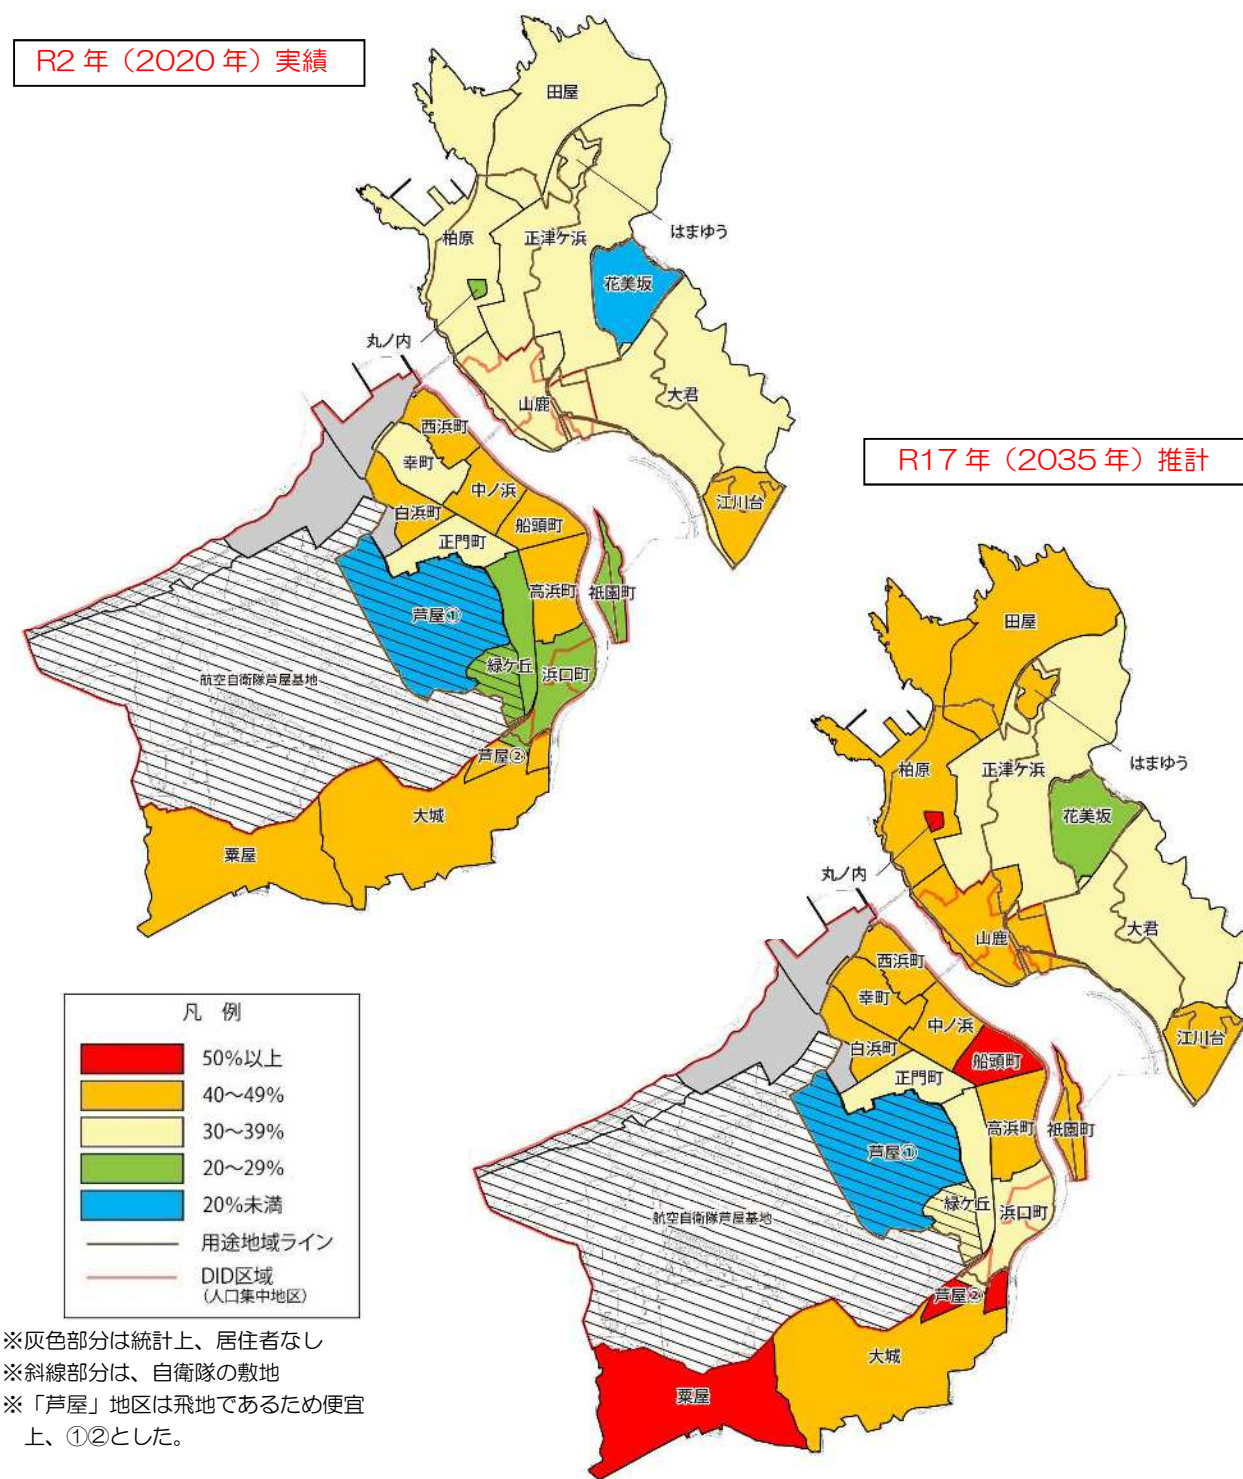 R2 年（2020 年）実績
田屋
はまゆう
柏原
正津ケ浜
花美坂
丸ノ内
山鹿
大君
江川台
西浜町
幸町
中ノ浜
白浜町
船頭町
正門町
高浜町
祇園町
芦屋①
緑ケ丘
浜口町
航空自衛隊芦屋基地
芦屋②
大城
粟屋
R17 年（2035 年）推計
田屋
はまゆう
柏原
正津ケ浜
花美坂
丸ノ内
山鹿
大君
江川台
西浜町
幸町
中ノ浜
白浜町
船頭町
正門町
高浜町
祇園町
芦屋①
緑ケ丘
浜口町
航空自衛隊芦屋基地
芦屋②
大城
粟屋
凡 例
50%以上
40～49%
30～39%
20～29%
20%未満
用途地域ライン
DID区域
（人口集中地区）
※灰色部分は統計上、居住者なし
※斜線部分は、自衛隊の敷地
※「芦屋」地区は飛地であるため便宜
上、①②とした。